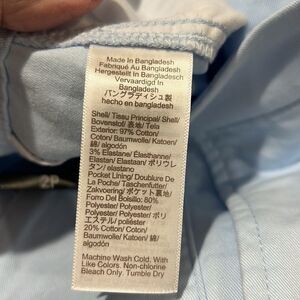 Made In Bangladesh
Fabriqué Au Bangladesh
Hergestellt In Bangladesh
Vervaardigd In
Bangladesh
バングラディシュ製
hecho en bangladesh
Shell/ Tissu Principal/ Shell/
Bovenstof/ 表地/ Tela
Exterior: 97% Cotton/
Coton/ Baumwolle/ Katoen/
綿/ algodón
3% Elastane/ Élasthanne/
Elastan/ Elastaan/ ポリウレ
タン/ elastano
Pocket Lining/ Doublure De
La Poche/ Taschenfutter/
Zakvoering/ ポケット裏地/
Forro Del Bolsillo: 80%
Polyester/ Polyester/
Polyester/ Polyester/ ポリ
エステル/ poliéster
20% Cotton/ Coton/
Baumwolle/ Katoen/ 綿/
algodón
Machine Wash Cold. With
Like Colors. Non-chlorine
Bleach Only. Tumble Dry